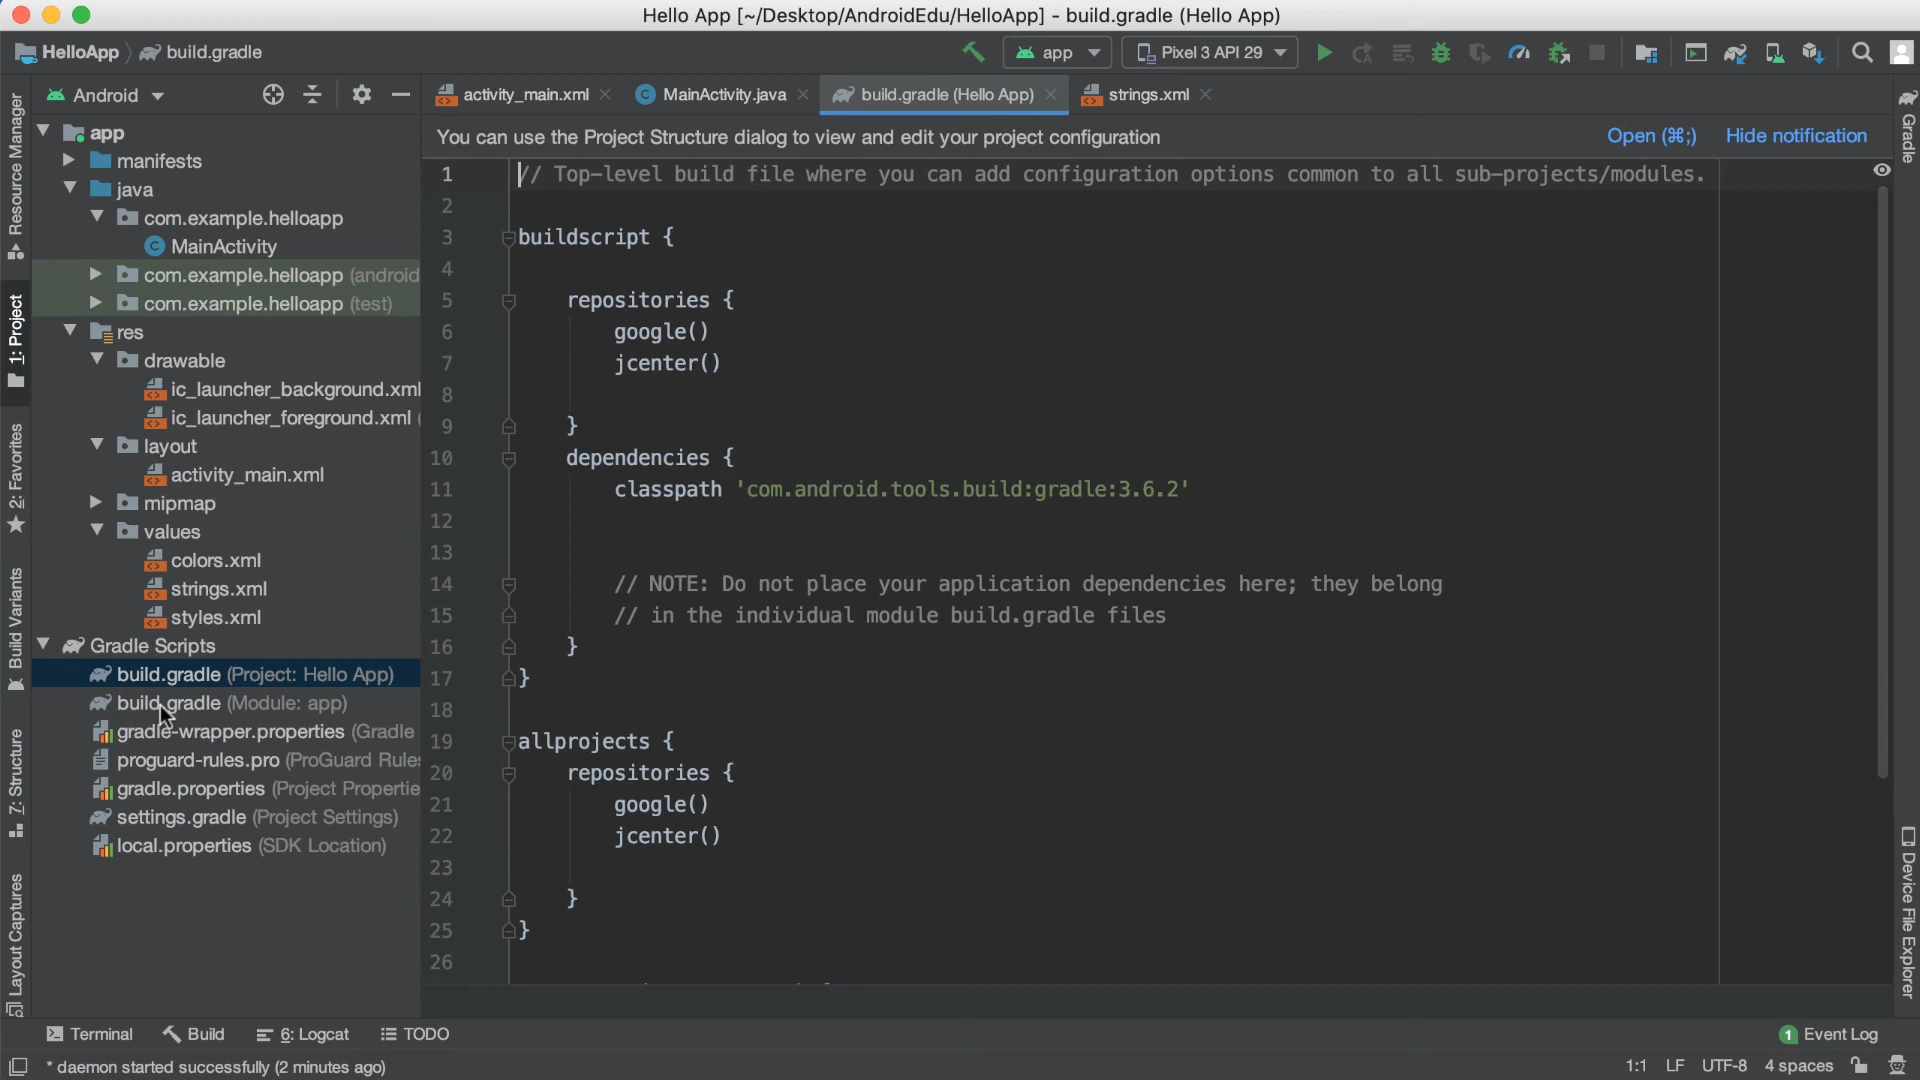 Hello App [~/Desktop/AndroidEdu/HelloApp] - build.gradle (Hello App)
HelloApp build.gradle app Pixel 3 API 29
Android
activity_main.xml MainActivity.java build.gradle (Hello App) strings.xml
You can use the Project Structure dialog to view and edit your project configuration Open (⌘;) Hide notification
Resource Manager
1: Project
2: Favorites
Build Variants
7: Structure
Layout Captures
app
manifests
java
com.example.helloapp
MainActivity
com.example.helloapp (android
com.example.helloapp (test)
res
drawable
ic_launcher_background.xml
ic_launcher_foreground.xml (
layout
activity_main.xml
mipmap
values
colors.xml
strings.xml
styles.xml
Gradle Scripts
build.gradle (Project: Hello App)
build.gradle (Module: app)
gradle-wrapper.properties (Gradle
proguard-rules.pro (ProGuard Rules
gradle.properties (Project Propertie
settings.gradle (Project Settings)
local.properties (SDK Location)
1 // Top-level build file where you can add configuration options common to all sub-projects/modules.
2
3 buildscript {
4
5 repositories {
6 google()
7 jcenter()
8
9 }
10 dependencies {
11 classpath 'com.android.tools.build:gradle:3.6.2'
12
13
14 // NOTE: Do not place your application dependencies here; they belong
15 // in the individual module build.gradle files
16 }
17 }
18
19 allprojects {
20 repositories {
21 google()
22 jcenter()
23
24 }
25 }
26
Gradle
Device File Explorer
Terminal Build 6: Logcat TODO 1 Event Log
* daemon started successfully (2 minutes ago) 1:1 LF UTF-8 4 spaces